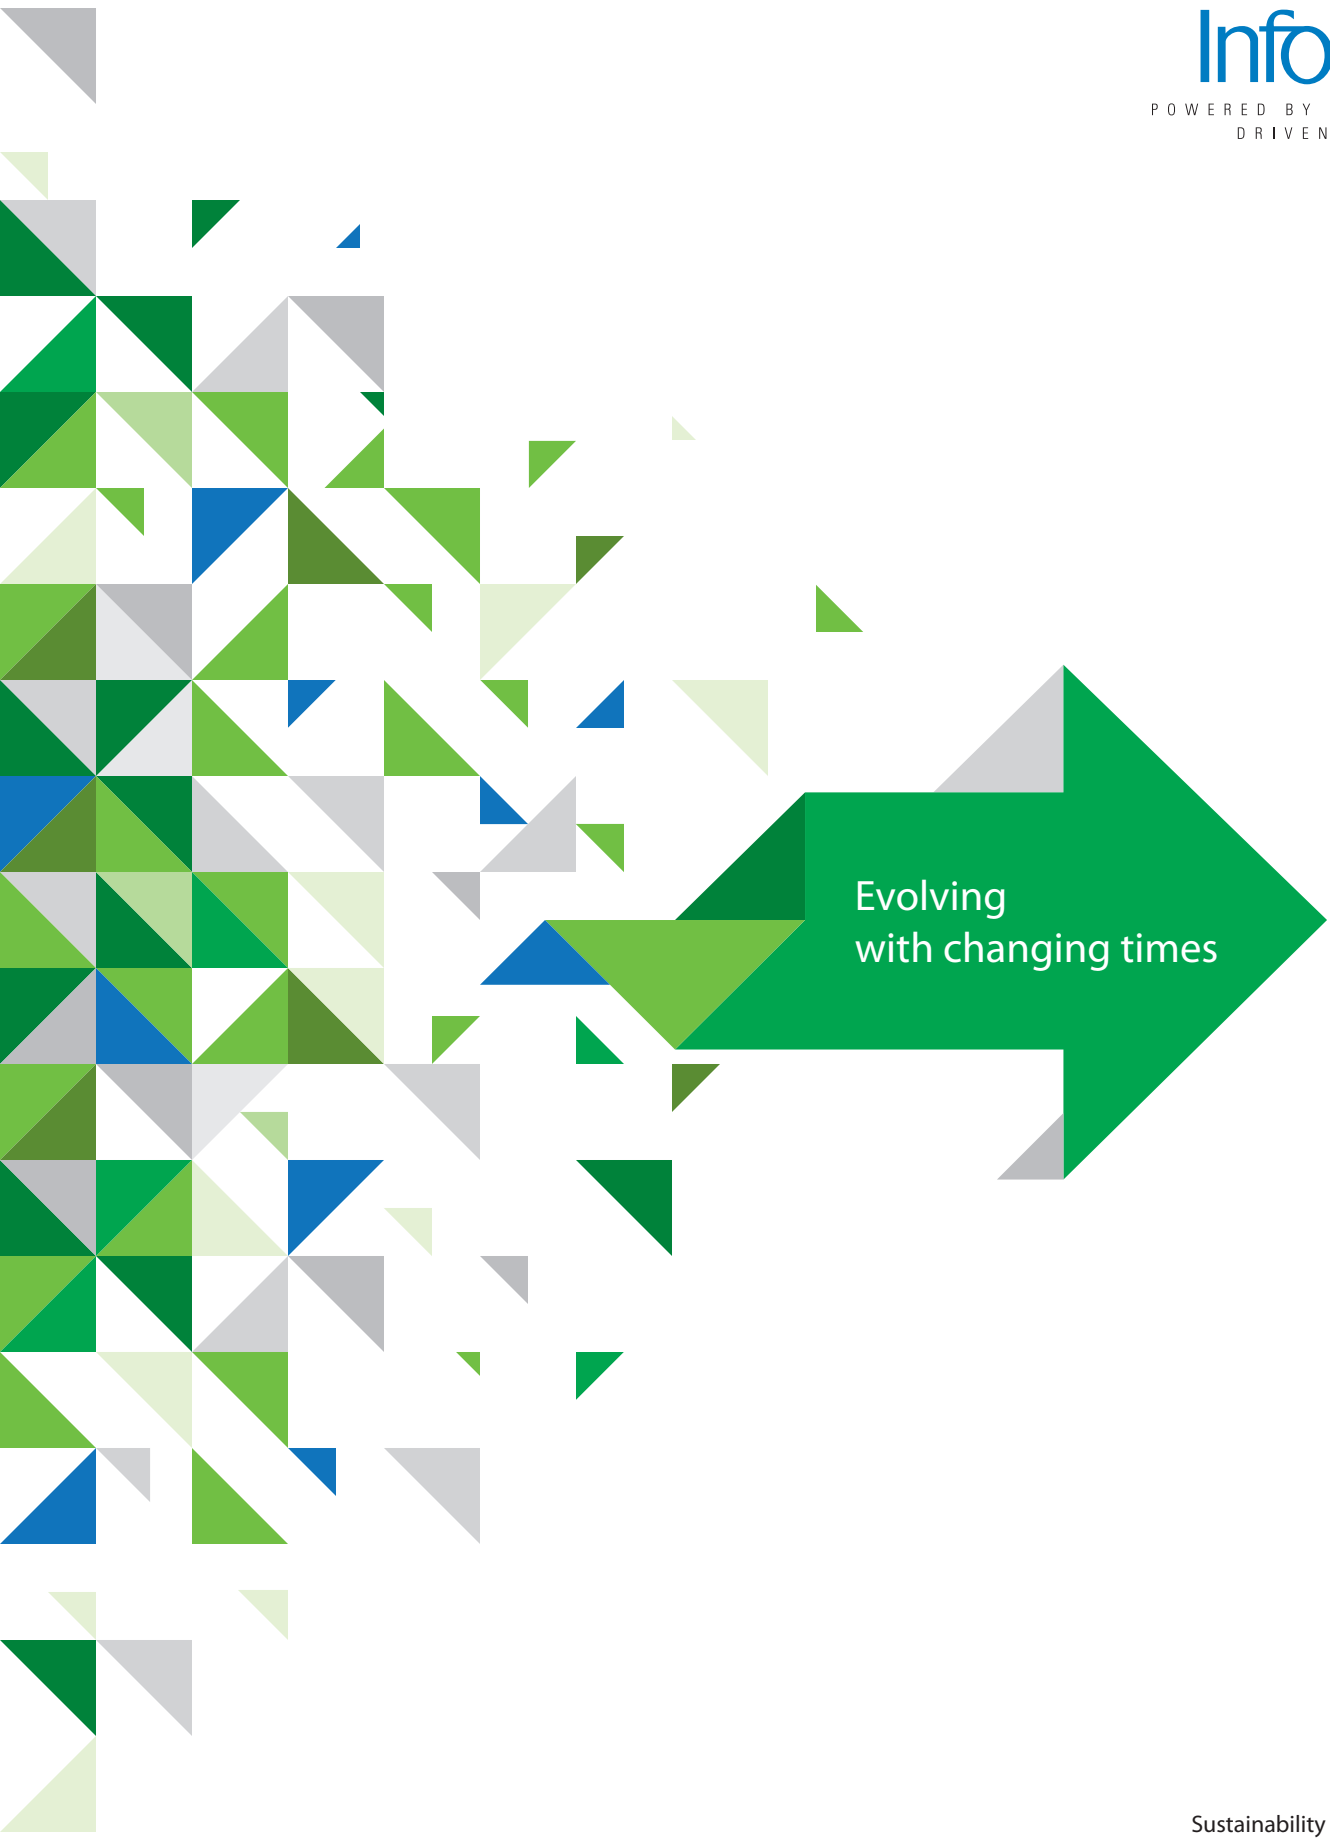 Info
POWERED BY
DRIVEN
Evolving
with changing times
Sustainability